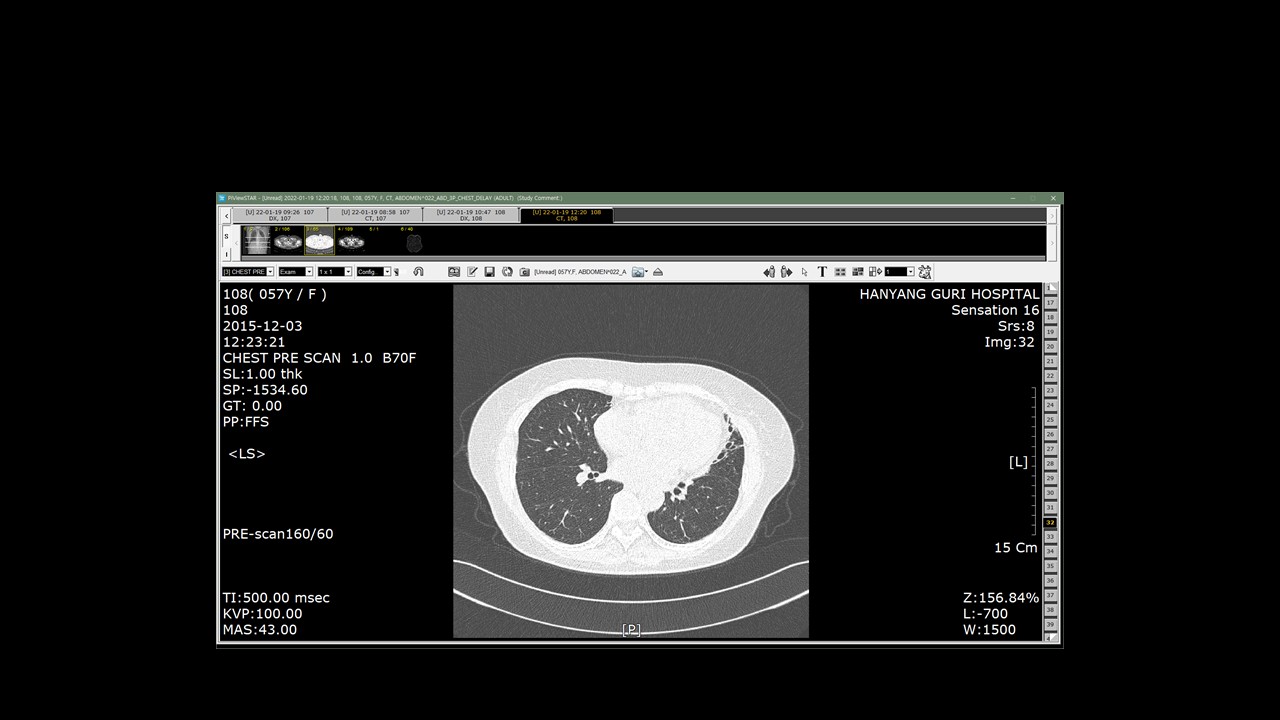 PiViewSTAR - [Unread] 2022-01-19 12:20:18, 108, 108, 057Y, F, CT, ABDOMEN^022_ABD_3P_CHEST_DELAY (ADULT) (Study Comment: )
[U] 22-01-19 09:26 107
DX, 107
[U] 22-01-19 08:58 107
CT, 107
[U] 22-01-19 10:47 108
DX, 108
[U] 22-01-19 12:20 108
CT, 108
S
I
2 / 166
4 / 169
5 / 1
6 / 40
[3] CHEST PRE
Exam
1 x 1
Config.
[Unread] 057Y,F, ABDOMEN^022_A
T
1
108( 057Y / F )
108
2015-12-03
12:23:21
CHEST PRE SCAN 1.0 B70F
SL:1.00 thk
SP:-1534.60
GT: 0.00
PP:FFS
<LS>
PRE-scan160/60
TI:500.00 msec
KVP:100.00
MAS:43.00
[P]
HANYANG GURI HOSPITAL
Sensation 16
Srs:8
Img:32
[L]
15 Cm
Z:156.84%
L:-700
W:1500
17
18
19
20
21
22
23
24
25
26
27
28
29
30
31
32
33
34
35
36
37
38
39